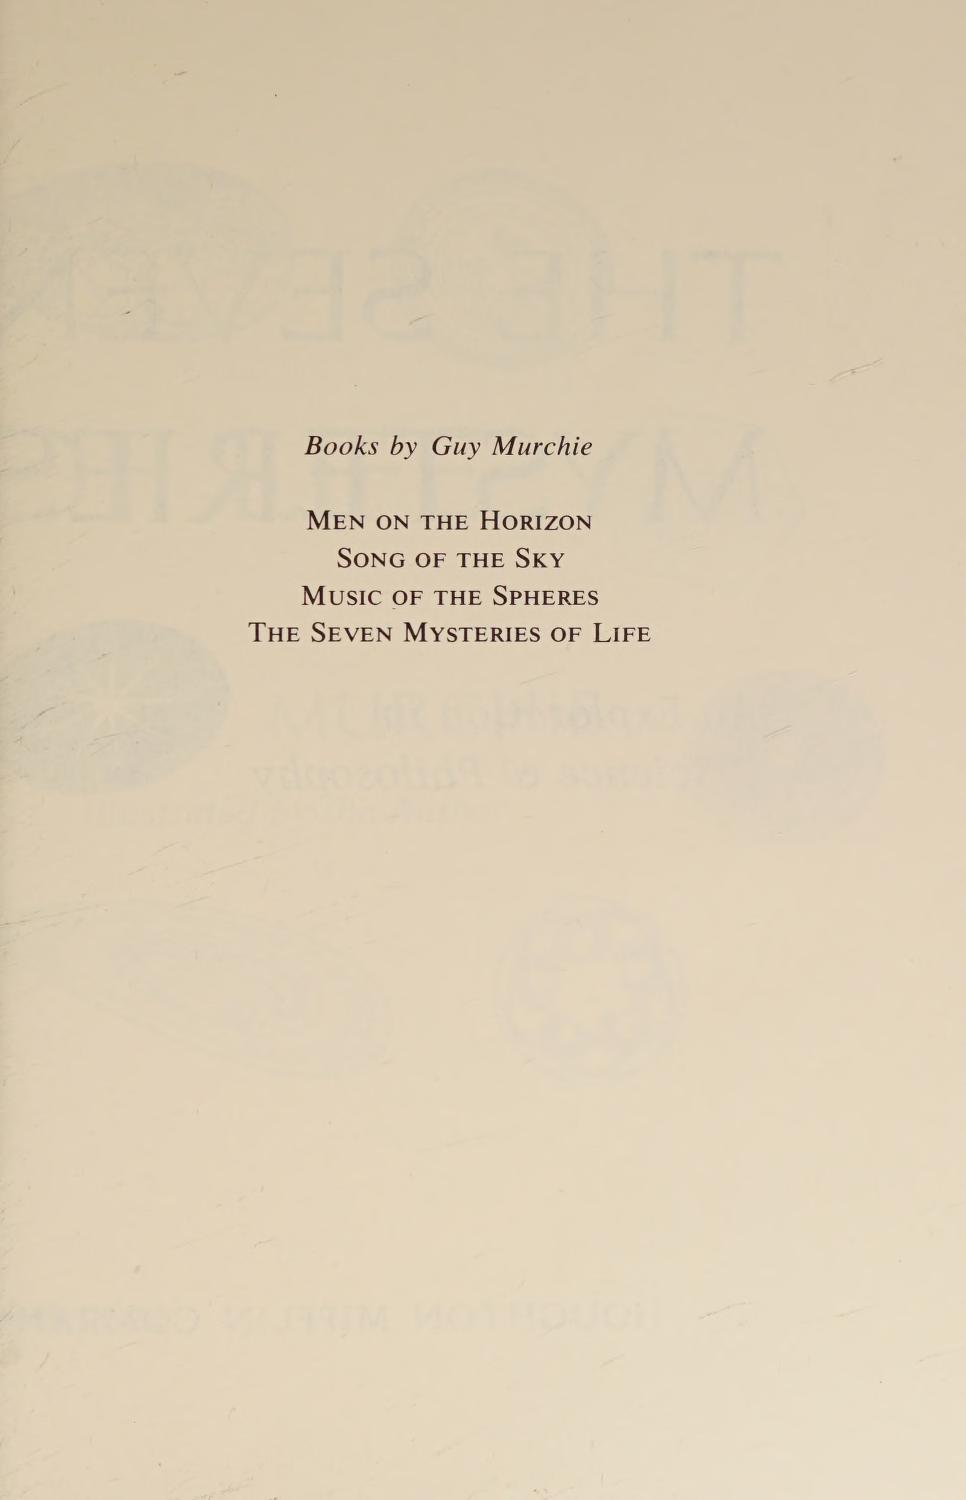 Books by Guy Murchie
Men on the Horizon
Song of the Sky
Music of the Spheres
The Seven Mysteries of Life